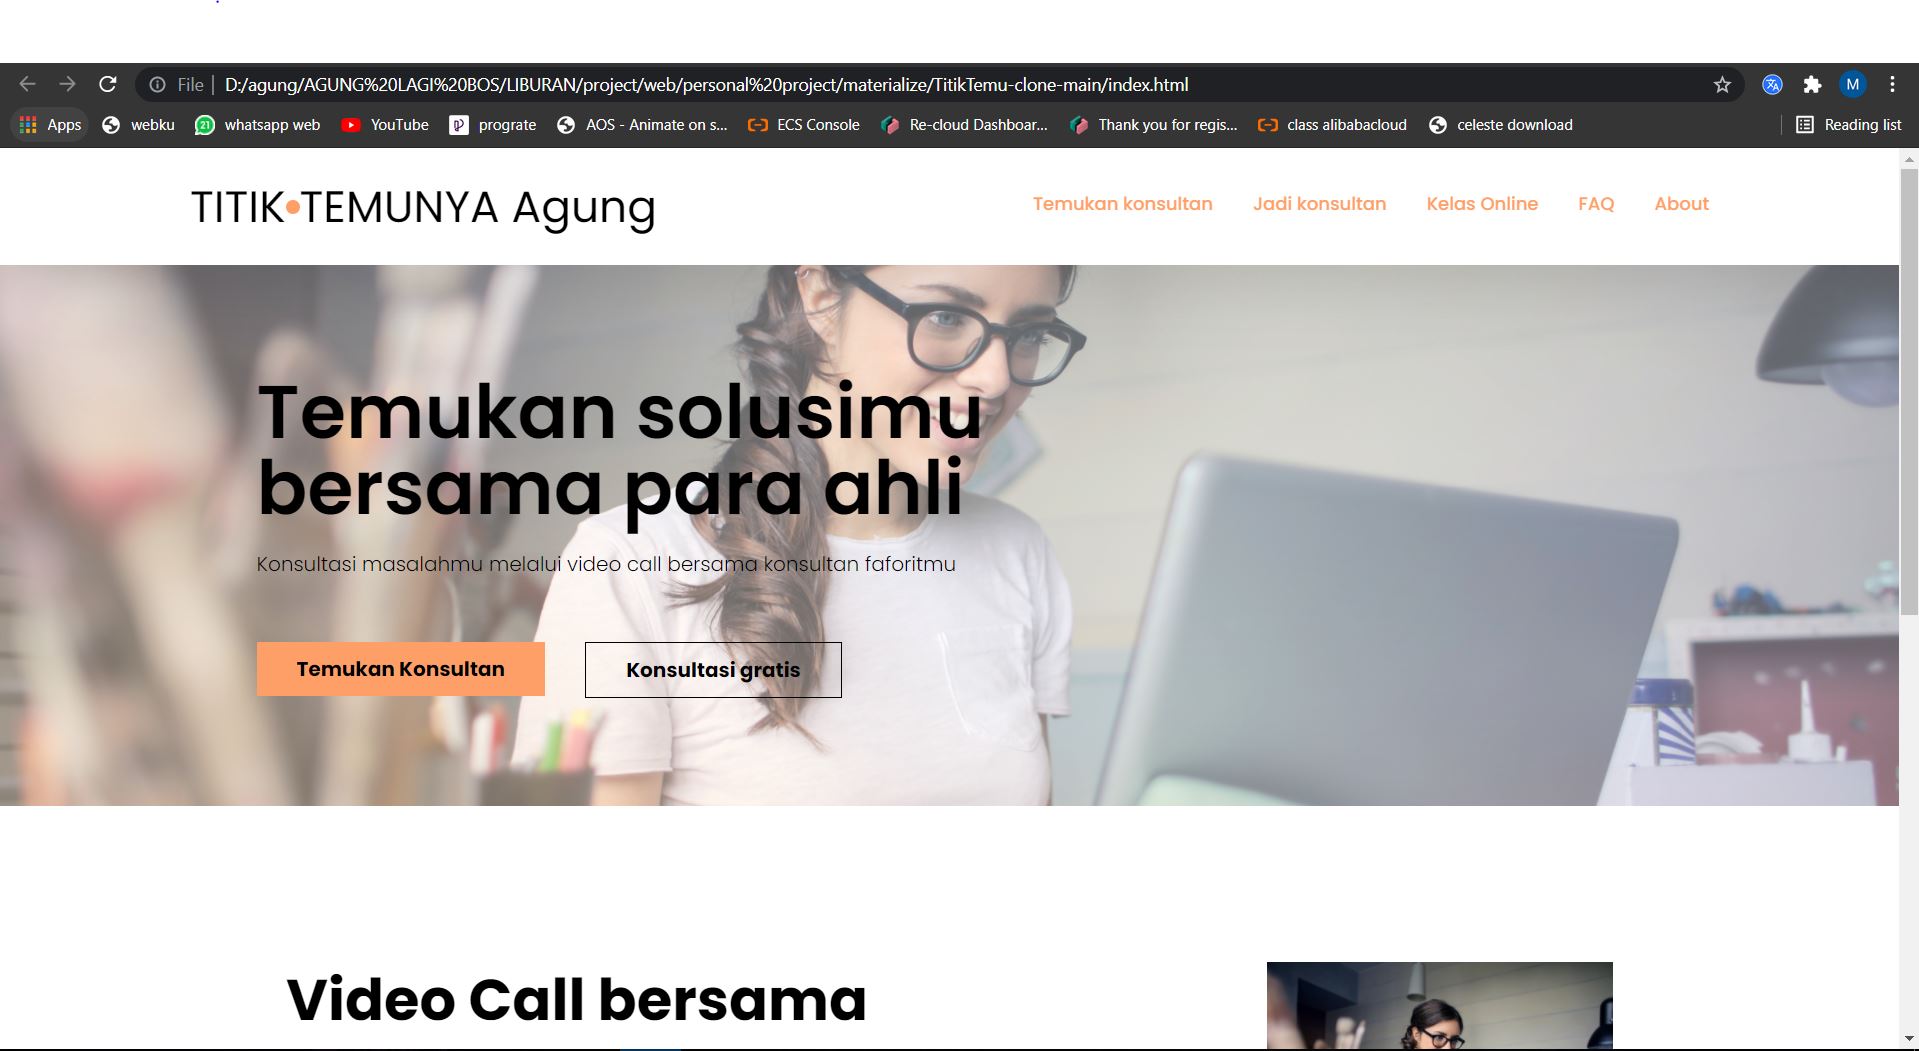 File
D:/agung/AGUNG%20LAGI%20BOS/LIBURAN/project/web/personal%20project/materialize/TitikTemu-clone-main/index.html
M
Apps
webku
21
whatsapp web
YouTube
prograte
AOS - Animate on s...
ECS Console
Re-cloud Dashboar...
Thank you for regis...
class alibabacloud
celeste download
Reading list
TITIK•TEMUNYA Agung
Temukan konsultan
Jadi konsultan
Kelas Online
FAQ
About
Temukan solusimu
bersama para ahli
Konsultasi masalahmu melalui video call bersama konsultan faforitmu
Temukan Konsultan
Konsultasi gratis
Video Call bersama